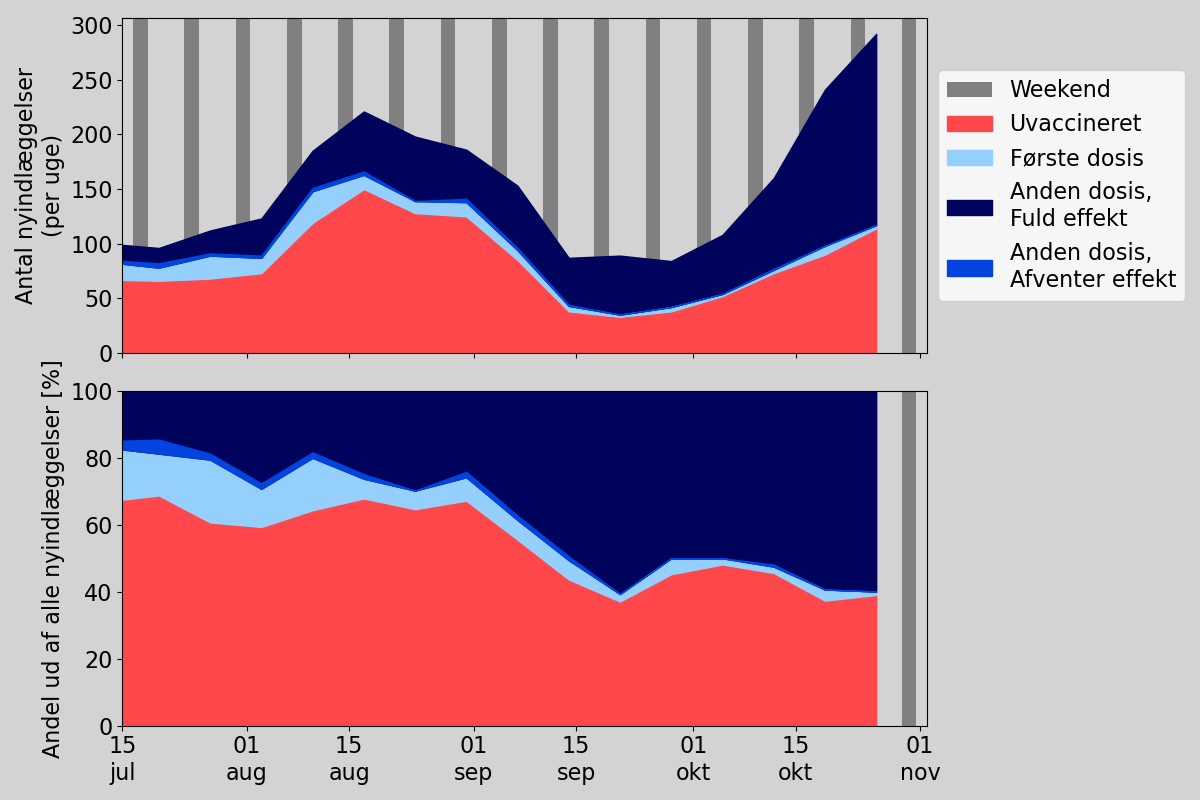 Antal nyindlæggelser
(per uge)
300
250
200
150
100
50
0
Weekend
Uvaccineret
Første dosis
Anden dosis,
Fuld effekt
Anden dosis,
Afventer effekt
Andel ud af alle nyindlæggelser [%]
100
80
60
40
20
0
15 01 15 01 15 01 15 01
jul aug aug sep sep okt okt nov